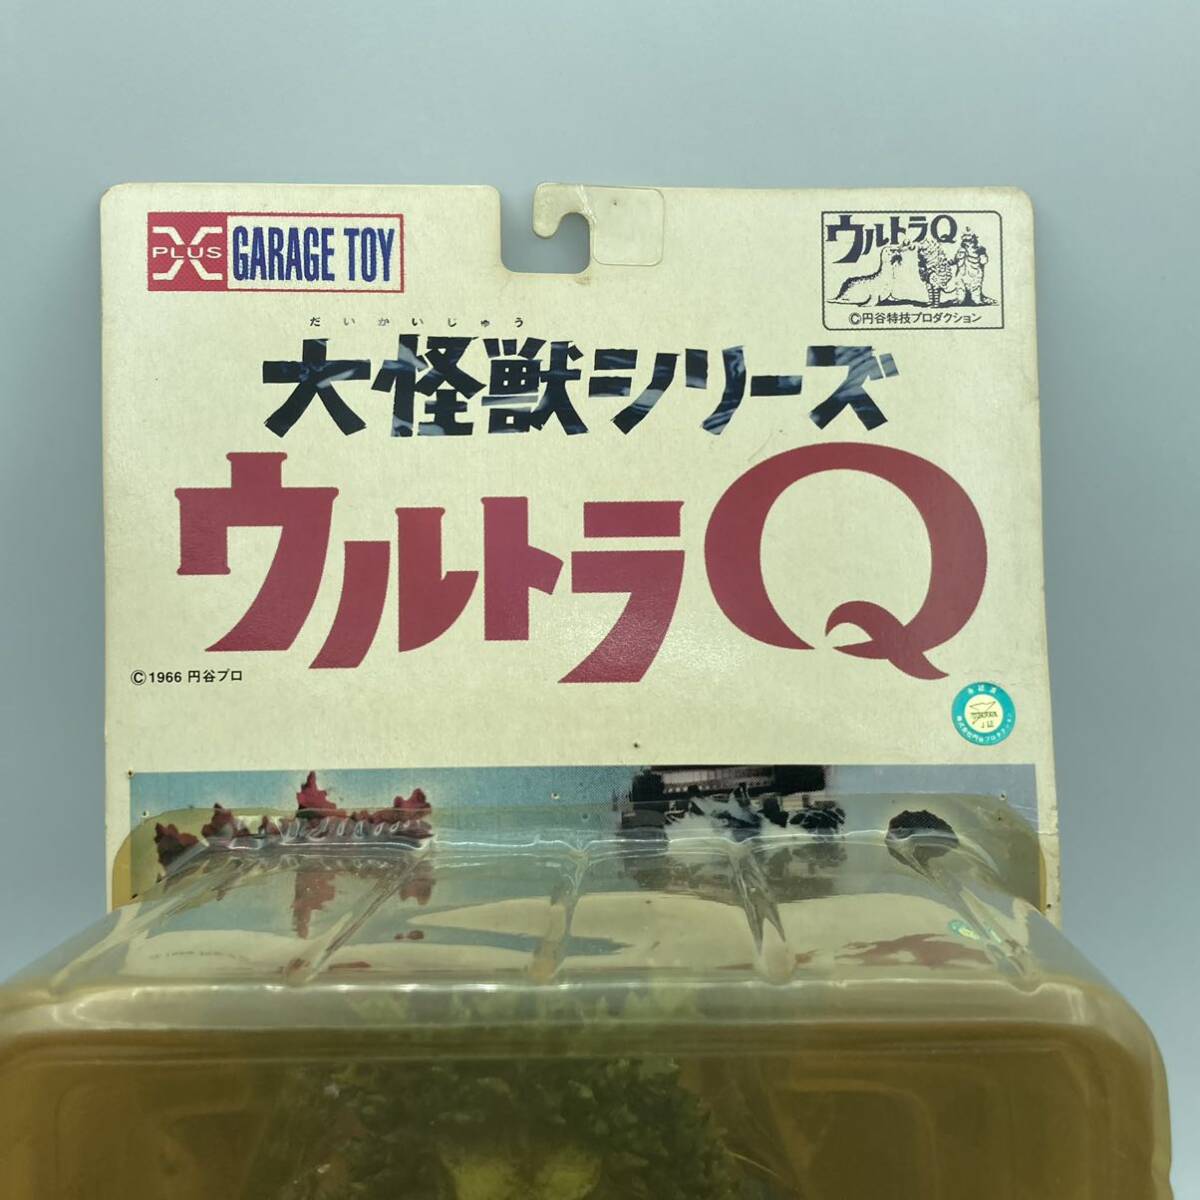 X PLUS GARAGE TOY
ウルトラQ
©円谷特技プロダクション
だいかいじゅう
大怪獣シリーズ
ウルトラQ
©1966 円谷プロ